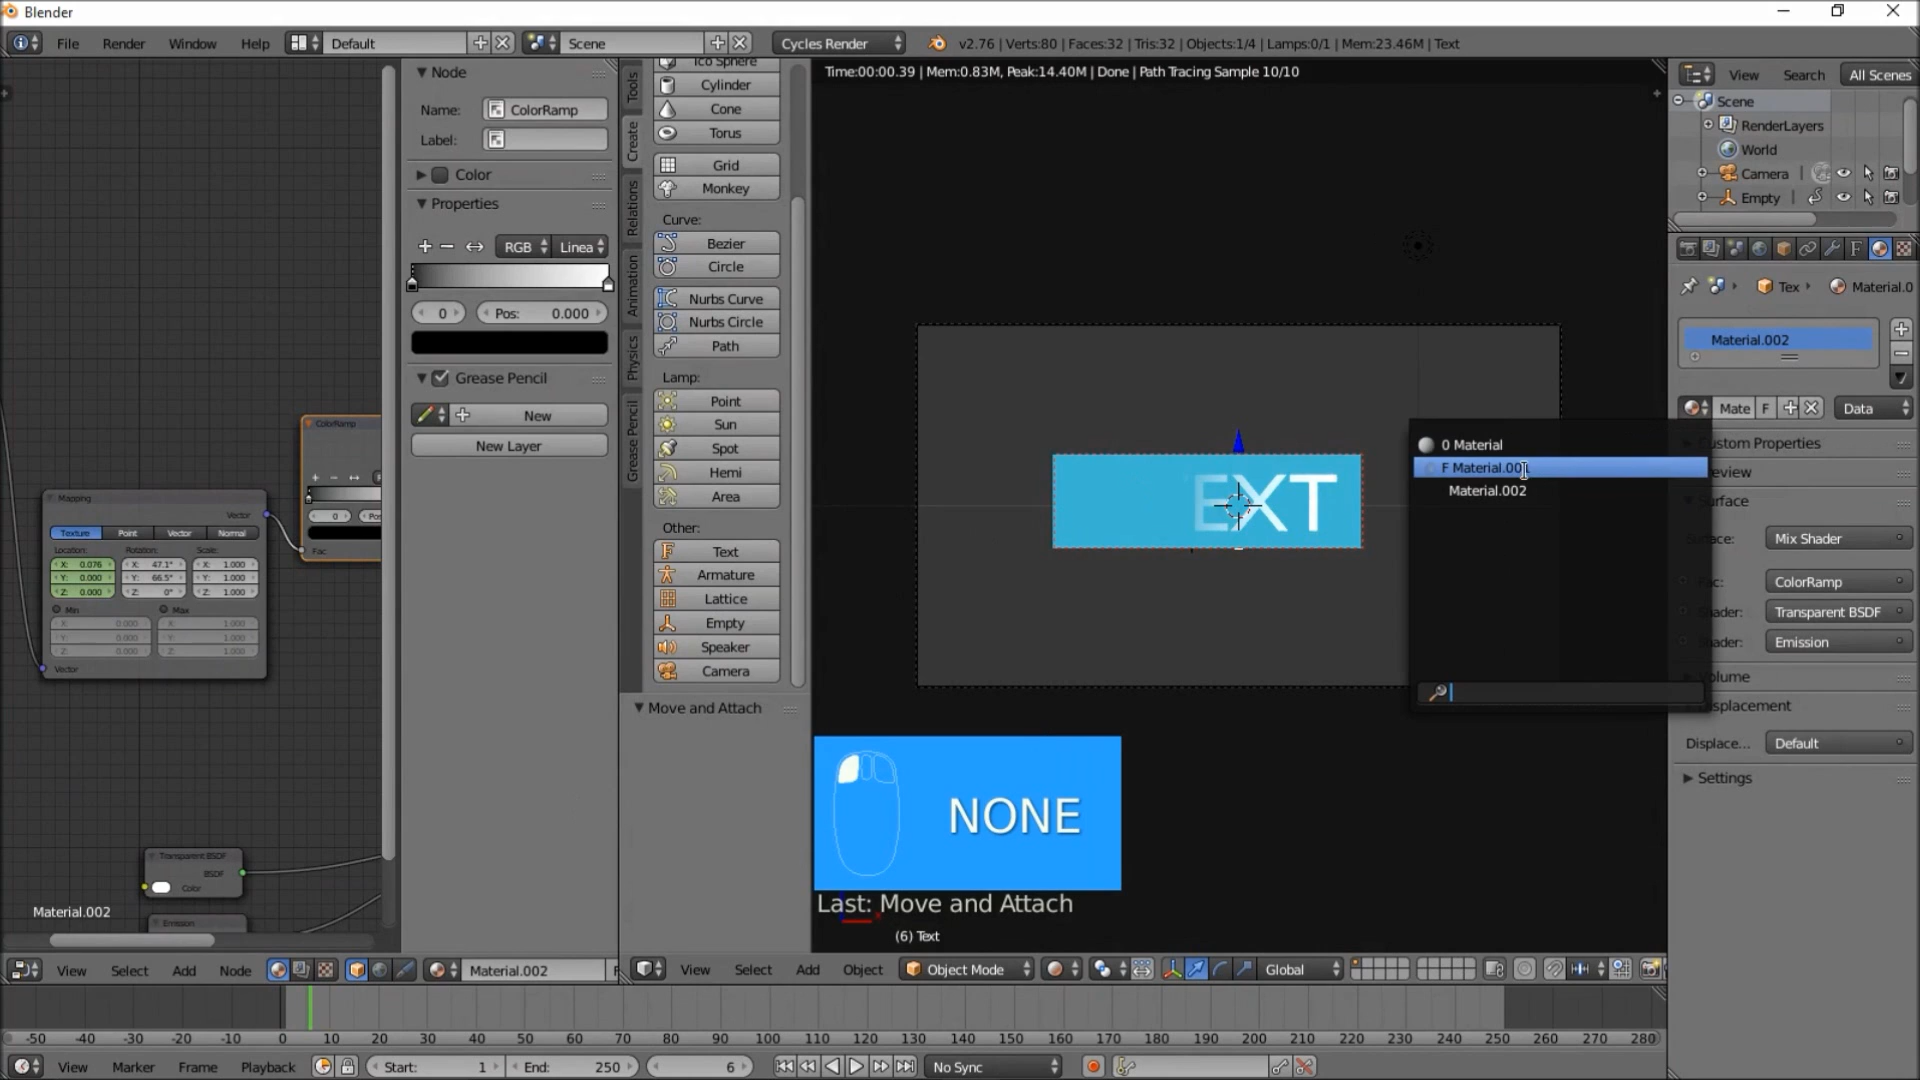 Blender
File Render Window Help Default Scene Cycles Render v2.76 | Verts:80 | Faces:32 | Tris:32 | Objects:1/4 | Lamps:0/1 | Mem:23.46M | Text
Time:00:00.39 | Mem:0.83M, Peak:14.40M | Done | Path Tracing Sample 10/10
View Search All Scenes
Scene
RenderLayers
World
Camera
Empty
Node
Name: ColorRamp
Label:
Color
Properties
RGB Linea
0 Pos: 0.000
Grease Pencil
New
New Layer
Tools
Create
Relations
Animation
Physics
Grease Pencil
Ico Sphere
Cylinder
Cone
Torus
Grid
Monkey
Curve:
Bezier
Circle
Nurbs Curve
Nurbs Circle
Path
Lamp:
Point
Sun
Spot
Hemi
Area
Other:
Text
Armature
Lattice
Empty
Speaker
Camera
Move and Attach
ColorRamp
0 Pos
Fac
Mapping
Vector
Texture Point Vector Normal
Location: Rotation: Scale:
X: 0.076 X: 47.1° X: 1.000
Y: 0.000 Y: 66.5° Y: 1.000
Z: 0.000 Z: 0° Z: 1.000
Min Max
X: 0.000 X: 1.000
Y: 0.000 Y: 1.000
Z: 0.000 Z: 1.000
Vector
Transparent BSDF
BSDF
Color
Emission
Material.002
EXT
NONE
Last: Move and Attach
(6) Text
Tex Material.0
Material.002
Mate F Data
0 Material
F Material.001
Material.002
Custom Properties
review
Surface
Surface: Mix Shader
Fac: ColorRamp
Shader: Transparent BSDF
Shader: Emission
Volume
Displacement
Displace... Default
Settings
View Select Add Node Material.002 F
View Select Add Object Object Mode Global
-50 -40 -30 -20 -10 0 10 20 30 40 50 60 70 80 90 100 110 120 130 140 150 160 170 180 190 200 210 220 230 240 250 260 270 280
View Marker Frame Playback Start: 1 End: 250 6 No Sync